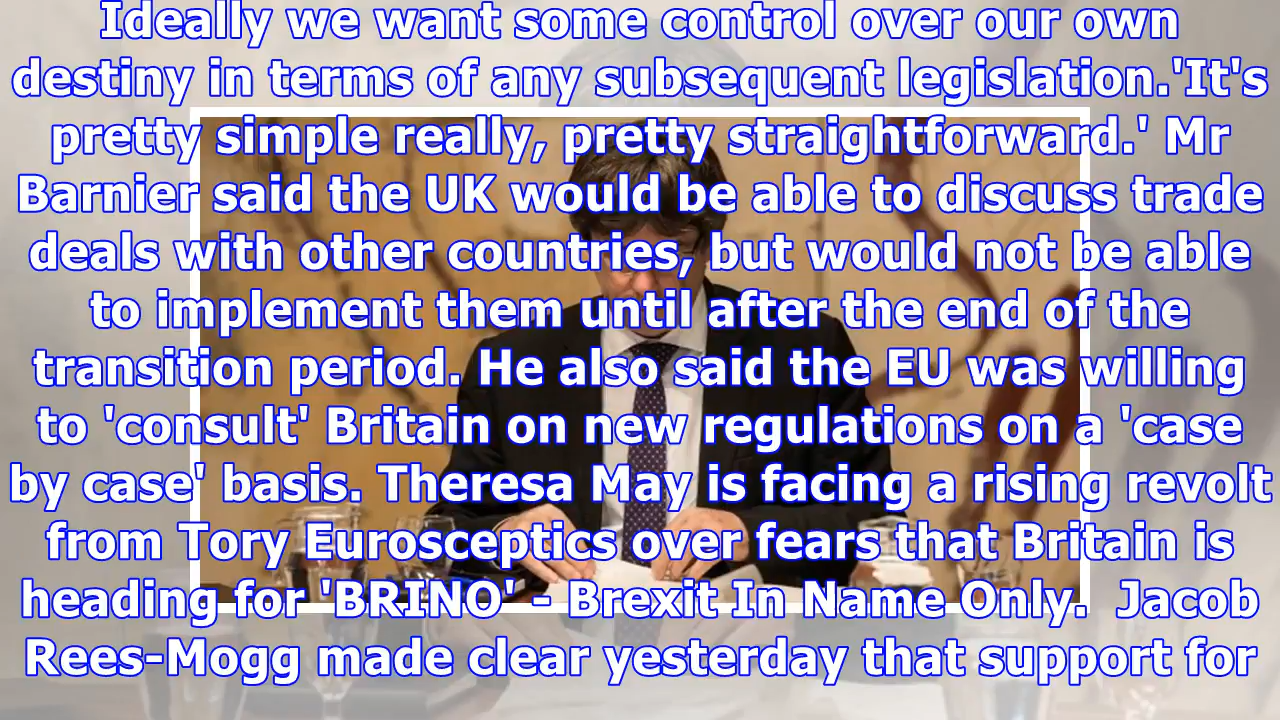 Ideally we want some control over our own
destiny in terms of any subsequent legislation.'It's
pretty simple really, pretty straightforward.' Mr
Barnier said the UK would be able to discuss trade
deals with other countries, but would not be able
to implement them until after the end of the
transition period. He also said the EU was willing
to 'consult' Britain on new regulations on a 'case
by case' basis. Theresa May is facing a rising revolt
from Tory Eurosceptics over fears that Britain is
heading for 'BRINO' - Brexit In Name Only.  Jacob
Rees-Mogg made clear yesterday that support for